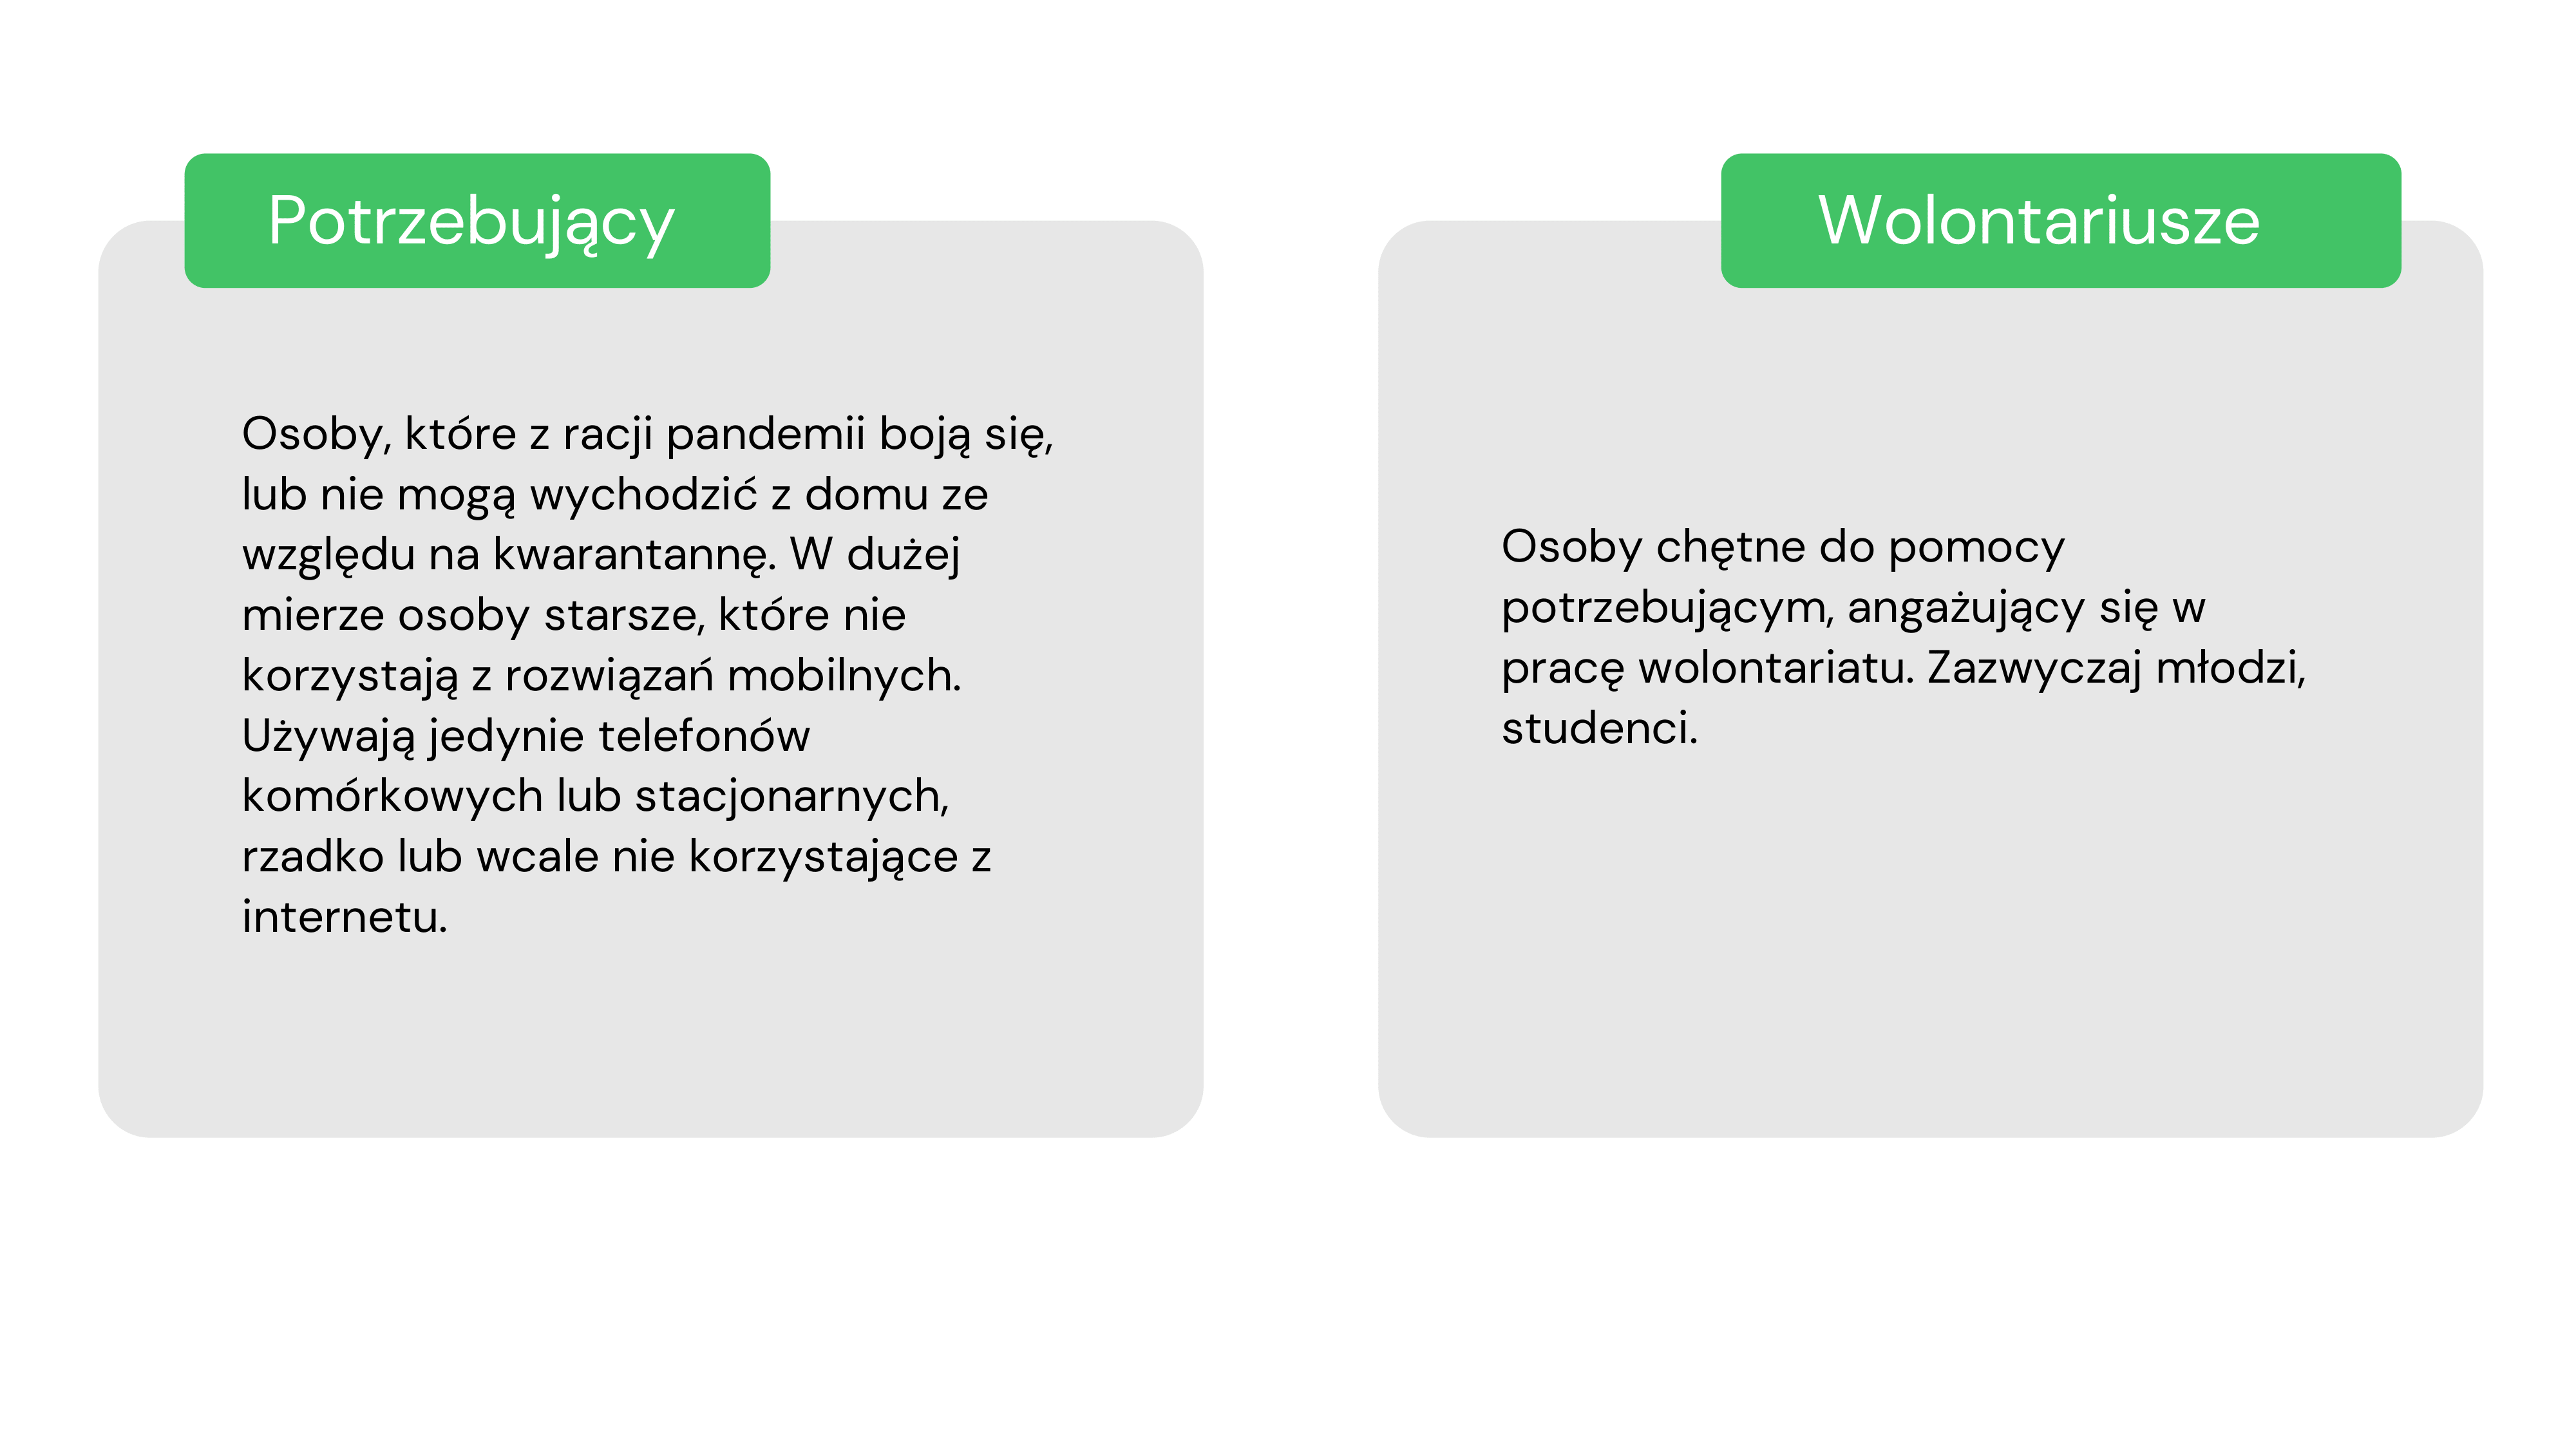 Potrzebujący
Osoby, które z racji pandemii boją się,
lub nie mogą wychodzić z domu ze
względu na kwarantannę. W dużej
mierze osoby starsze, które nie
korzystają z rozwiązań mobilnych.
Używają jedynie telefonów
komórkowych lub stacjonarnych,
rzadko lub wcale nie korzystające z
internetu.
Wolontariusze
Osoby chętne do pomocy
potrzebującym, angażujący się w
pracę wolontariatu. Zazwyczaj młodzi,
studenci.